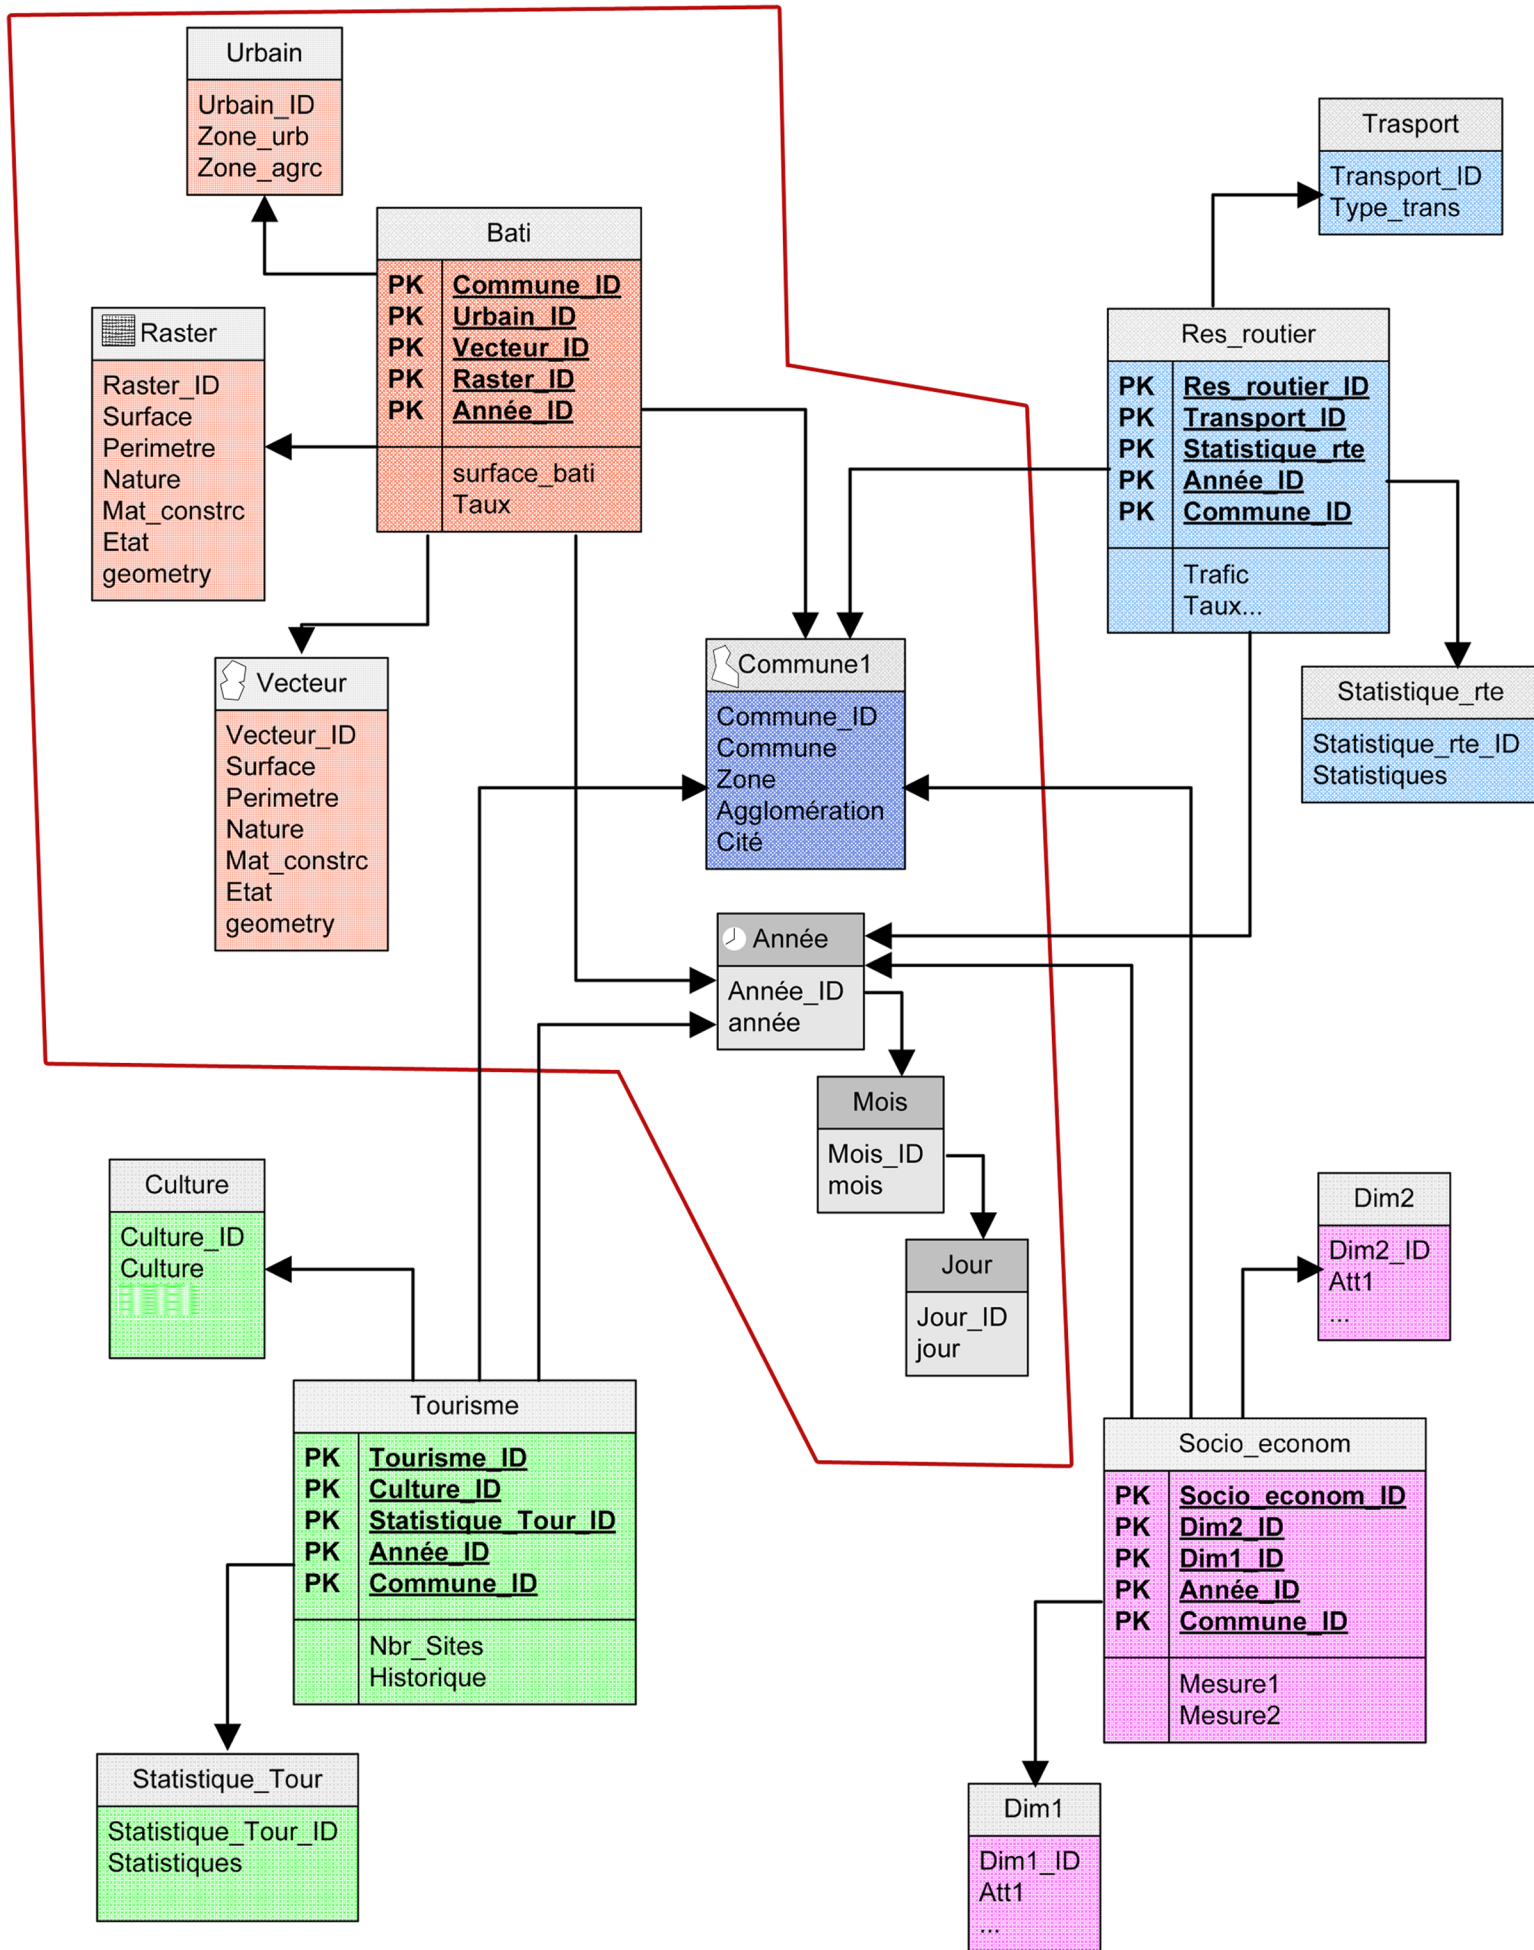 Urbain
Urbain_ID
Zone_urb
Zone_agrc
Trasport
Transport_ID
Type_trans
Bati
PK Commune_ID
PK Urbain_ID
PK Vecteur_ID
PK Raster_ID
PK Année_ID
surface_bati
Taux
Raster
Raster_ID
Surface
Perimetre
Nature
Mat_constrc
Etat
geometry
Res_routier
PK Res_routier_ID
PK Transport_ID
PK Statistique_rte
PK Année_ID
PK Commune_ID
Trafic
Taux...
Vecteur
Vecteur_ID
Surface
Perimetre
Nature
Mat_constrc
Etat
geometry
Commune1
Commune_ID
Commune
Zone
Agglomération
Cité
Statistique_rte
Statistique_rte_ID
Statistiques
Année
Année_ID
année
Mois
Mois_ID
mois
Jour
Jour_ID
jour
Culture
Culture_ID
Culture
Dim2
Dim2_ID
Att1
...
Tourisme
PK Tourisme_ID
PK Culture_ID
PK Statistique_Tour_ID
PK Année_ID
PK Commune_ID
Nbr_Sites
Historique
Socio_econom
PK Socio_econom_ID
PK Dim2_ID
PK Dim1_ID
PK Année_ID
PK Commune_ID
Mesure1
Mesure2
Statistique_Tour
Statistique_Tour_ID
Statistiques
Dim1
Dim1_ID
Att1
...